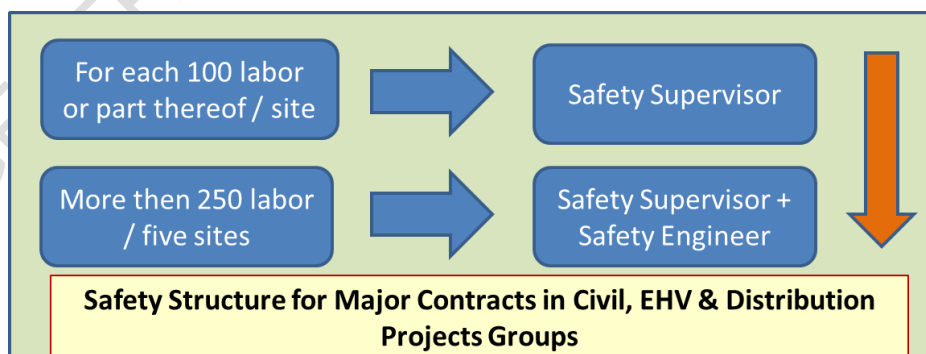 For each 100 labor
or part thereof / site
Safety Supervisor
More then 250 labor
/ five sites
Safety Supervisor +
Safety Engineer
Safety Structure for Major Contracts in Civil, EHV & Distribution
Projects Groups